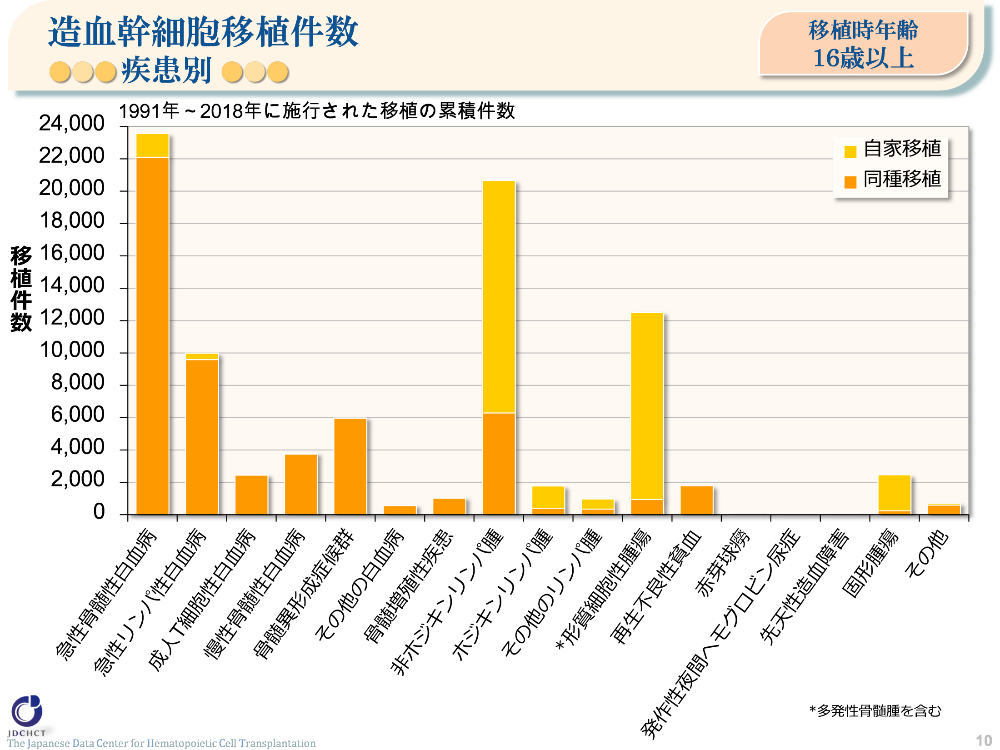 造血幹細胞移植件数
疾患別
移植時年齢
16歳以上
1991年～2018年に施行された移植の累積件数
移植件数
24,000
22,000
20,000
18,000
16,000
14,000
12,000
10,000
8,000
6,000
4,000
2,000
0
自家移植
同種移植
急性骨髄性白血病
急性リンパ性白血病
成人T細胞性白血病
慢性骨髄性白血病
骨髄異形成症候群
その他の白血病
骨髄増殖性疾患
非ホジキンリンパ腫
ホジキンリンパ腫
その他のリンパ腫
*形質細胞性腫瘍
再生不良性貧血
赤芽球癆
発作性夜間ヘモグロビン尿症
先天性造血障害
固形腫瘍
その他
*多発性骨髄腫を含む
JDCHCT
The Japanese Data Center for Hematopoietic Cell Transplantation
10